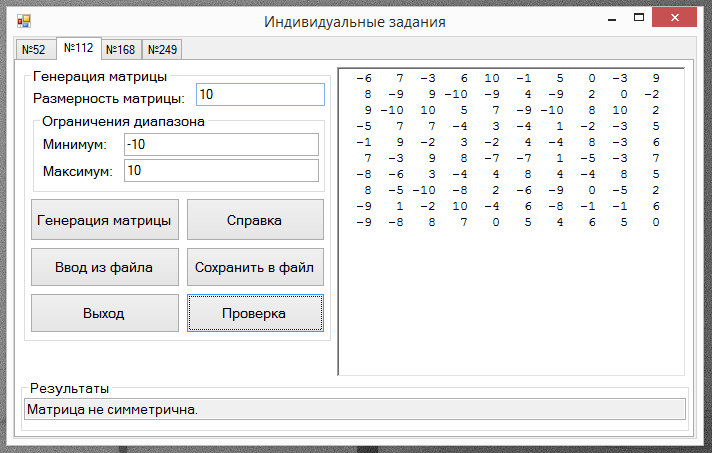 Индивидуальные задания
№52 №112 №168 №249
Генерация матрицы
Размерность матрицы: 10
Ограничения диапазона
Минимум: -10
Максимум: 10
Генерация матрицы Справка
Ввод из файла Сохранить в файл
Выход Проверка
-6 7 -3 6 10 -1 5 0 -3 9
8 -9 9 -10 -9 4 -9 2 0 -2
9 -10 10 5 7 -9 -10 8 10 2
-5 7 7 -4 3 -4 1 -2 -3 5
-1 9 -2 3 -2 4 -4 8 -3 6
7 -3 9 8 -7 -7 1 -5 -3 7
-8 -6 3 -4 4 8 4 -4 8 5
8 -5 -10 -8 2 -6 -9 0 -5 2
-9 1 -2 10 -4 6 -8 -1 -1 6
-9 -8 8 7 0 5 4 6 5 0
Результаты
Матрица не симметрична.